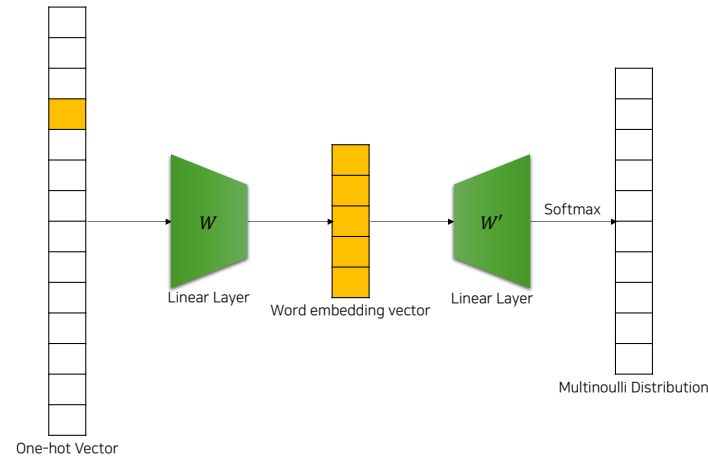 W
W'
Softmax
Linear Layer
Word embedding vector
Linear Layer
Multinoulli Distribution
One-hot Vector